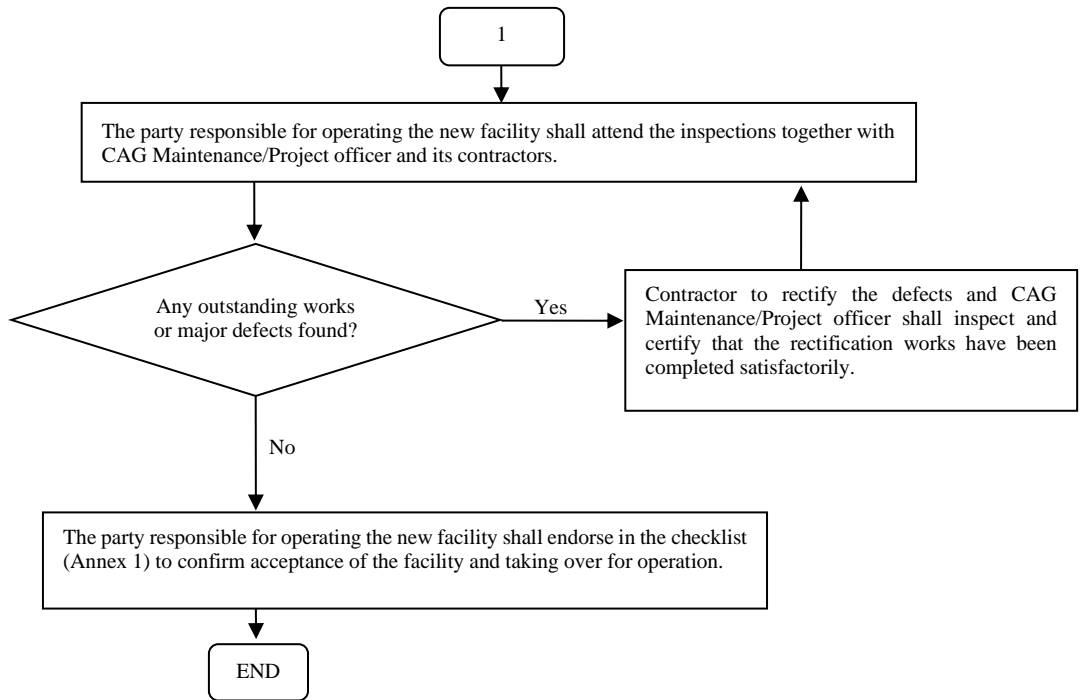 1
The party responsible for operating the new facility shall attend the inspections together with
CAG Maintenance/Project officer and its contractors.
Any outstanding works
or major defects found?
Yes
Contractor to rectify the defects and CAG
Maintenance/Project officer shall inspect and
certify that the rectification works have been
completed satisfactorily.
No
The party responsible for operating the new facility shall endorse in the checklist
(Annex 1) to confirm acceptance of the facility and taking over for operation.
END